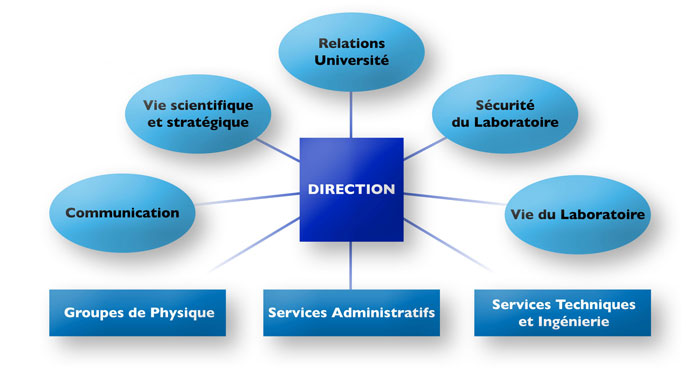 Relations
Université
Vie scientifique
et stratégique
Sécurité
du Laboratoire
DIRECTION
Communication
Vie du Laboratoire
Groupes de Physique
Services Administratifs
Services Techniques
et Ingénierie